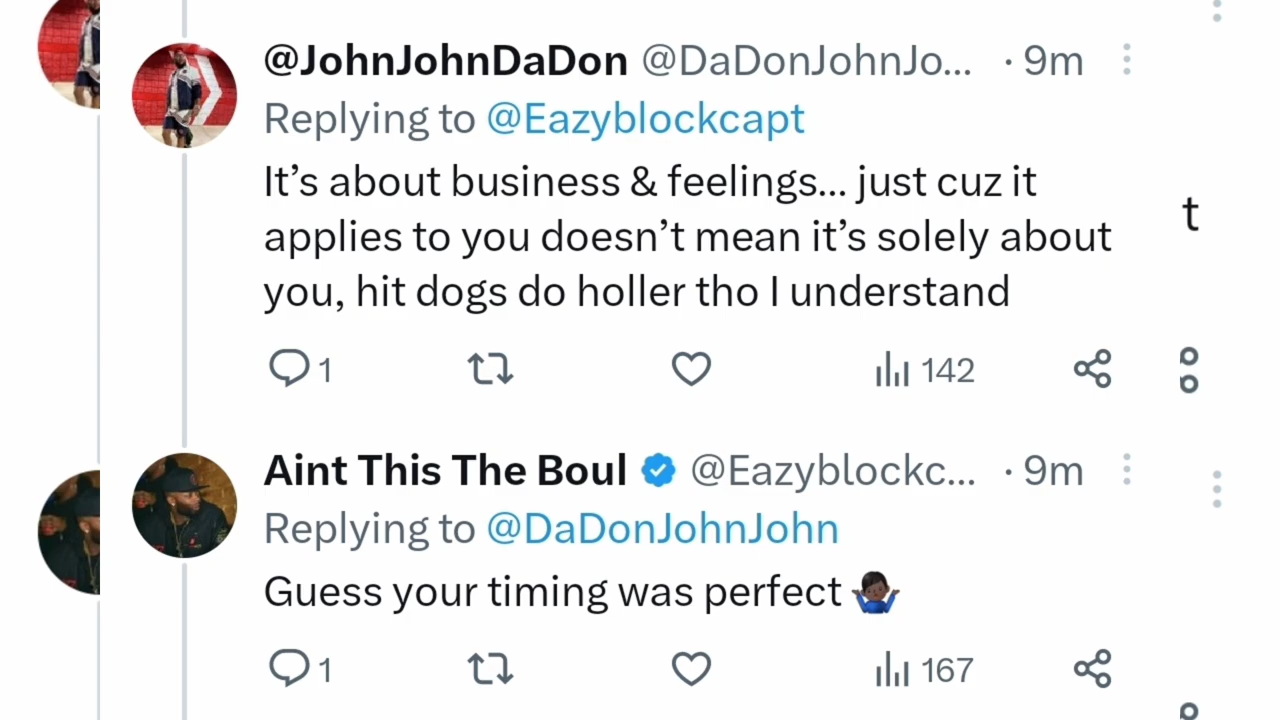 @JohnJohnDaDon @DaDonJohnJo... · 9m
Replying to @Eazyblockcapt
It’s about business & feelings... just cuz it
applies to you doesn’t mean it’s solely about
you, hit dogs do holler tho I understand
1 142
Aint This The Boul @Eazyblockc... · 9m
Replying to @DaDonJohnJohn
Guess your timing was perfect 🤷🏿‍♂️
1 167
t